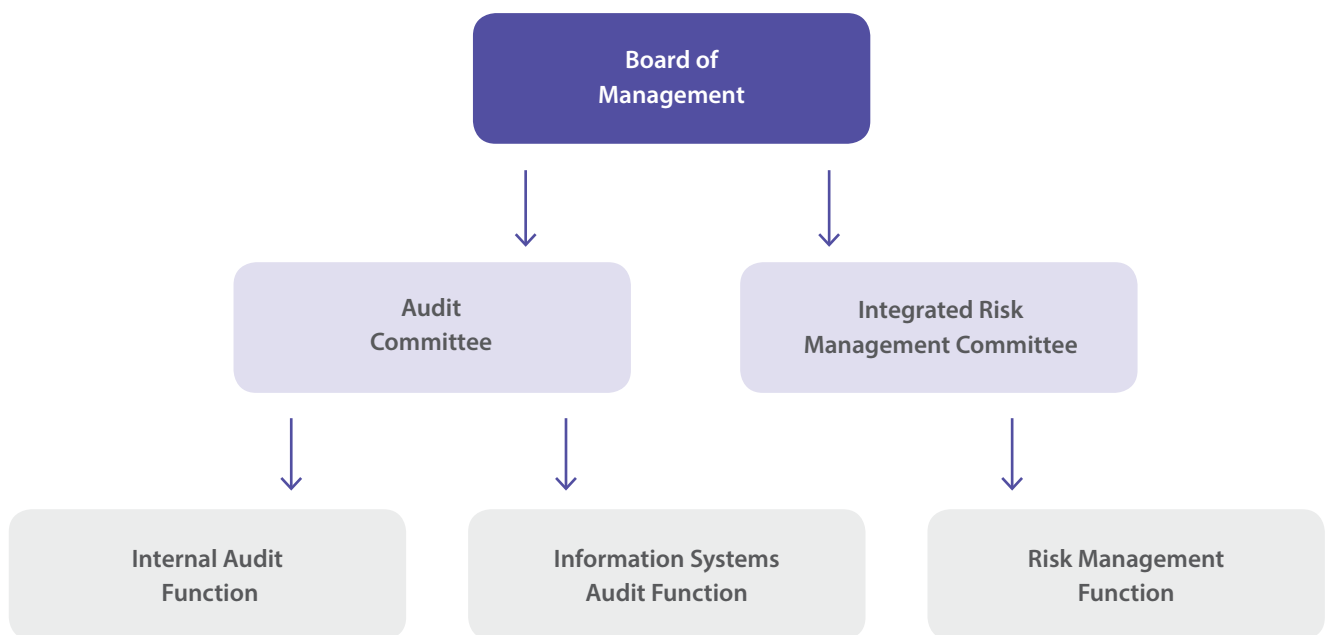 Board of
Management
Audit
Committee
Integrated Risk
Management Committee
Internal Audit
Function
Information Systems
Audit Function
Risk Management
Function